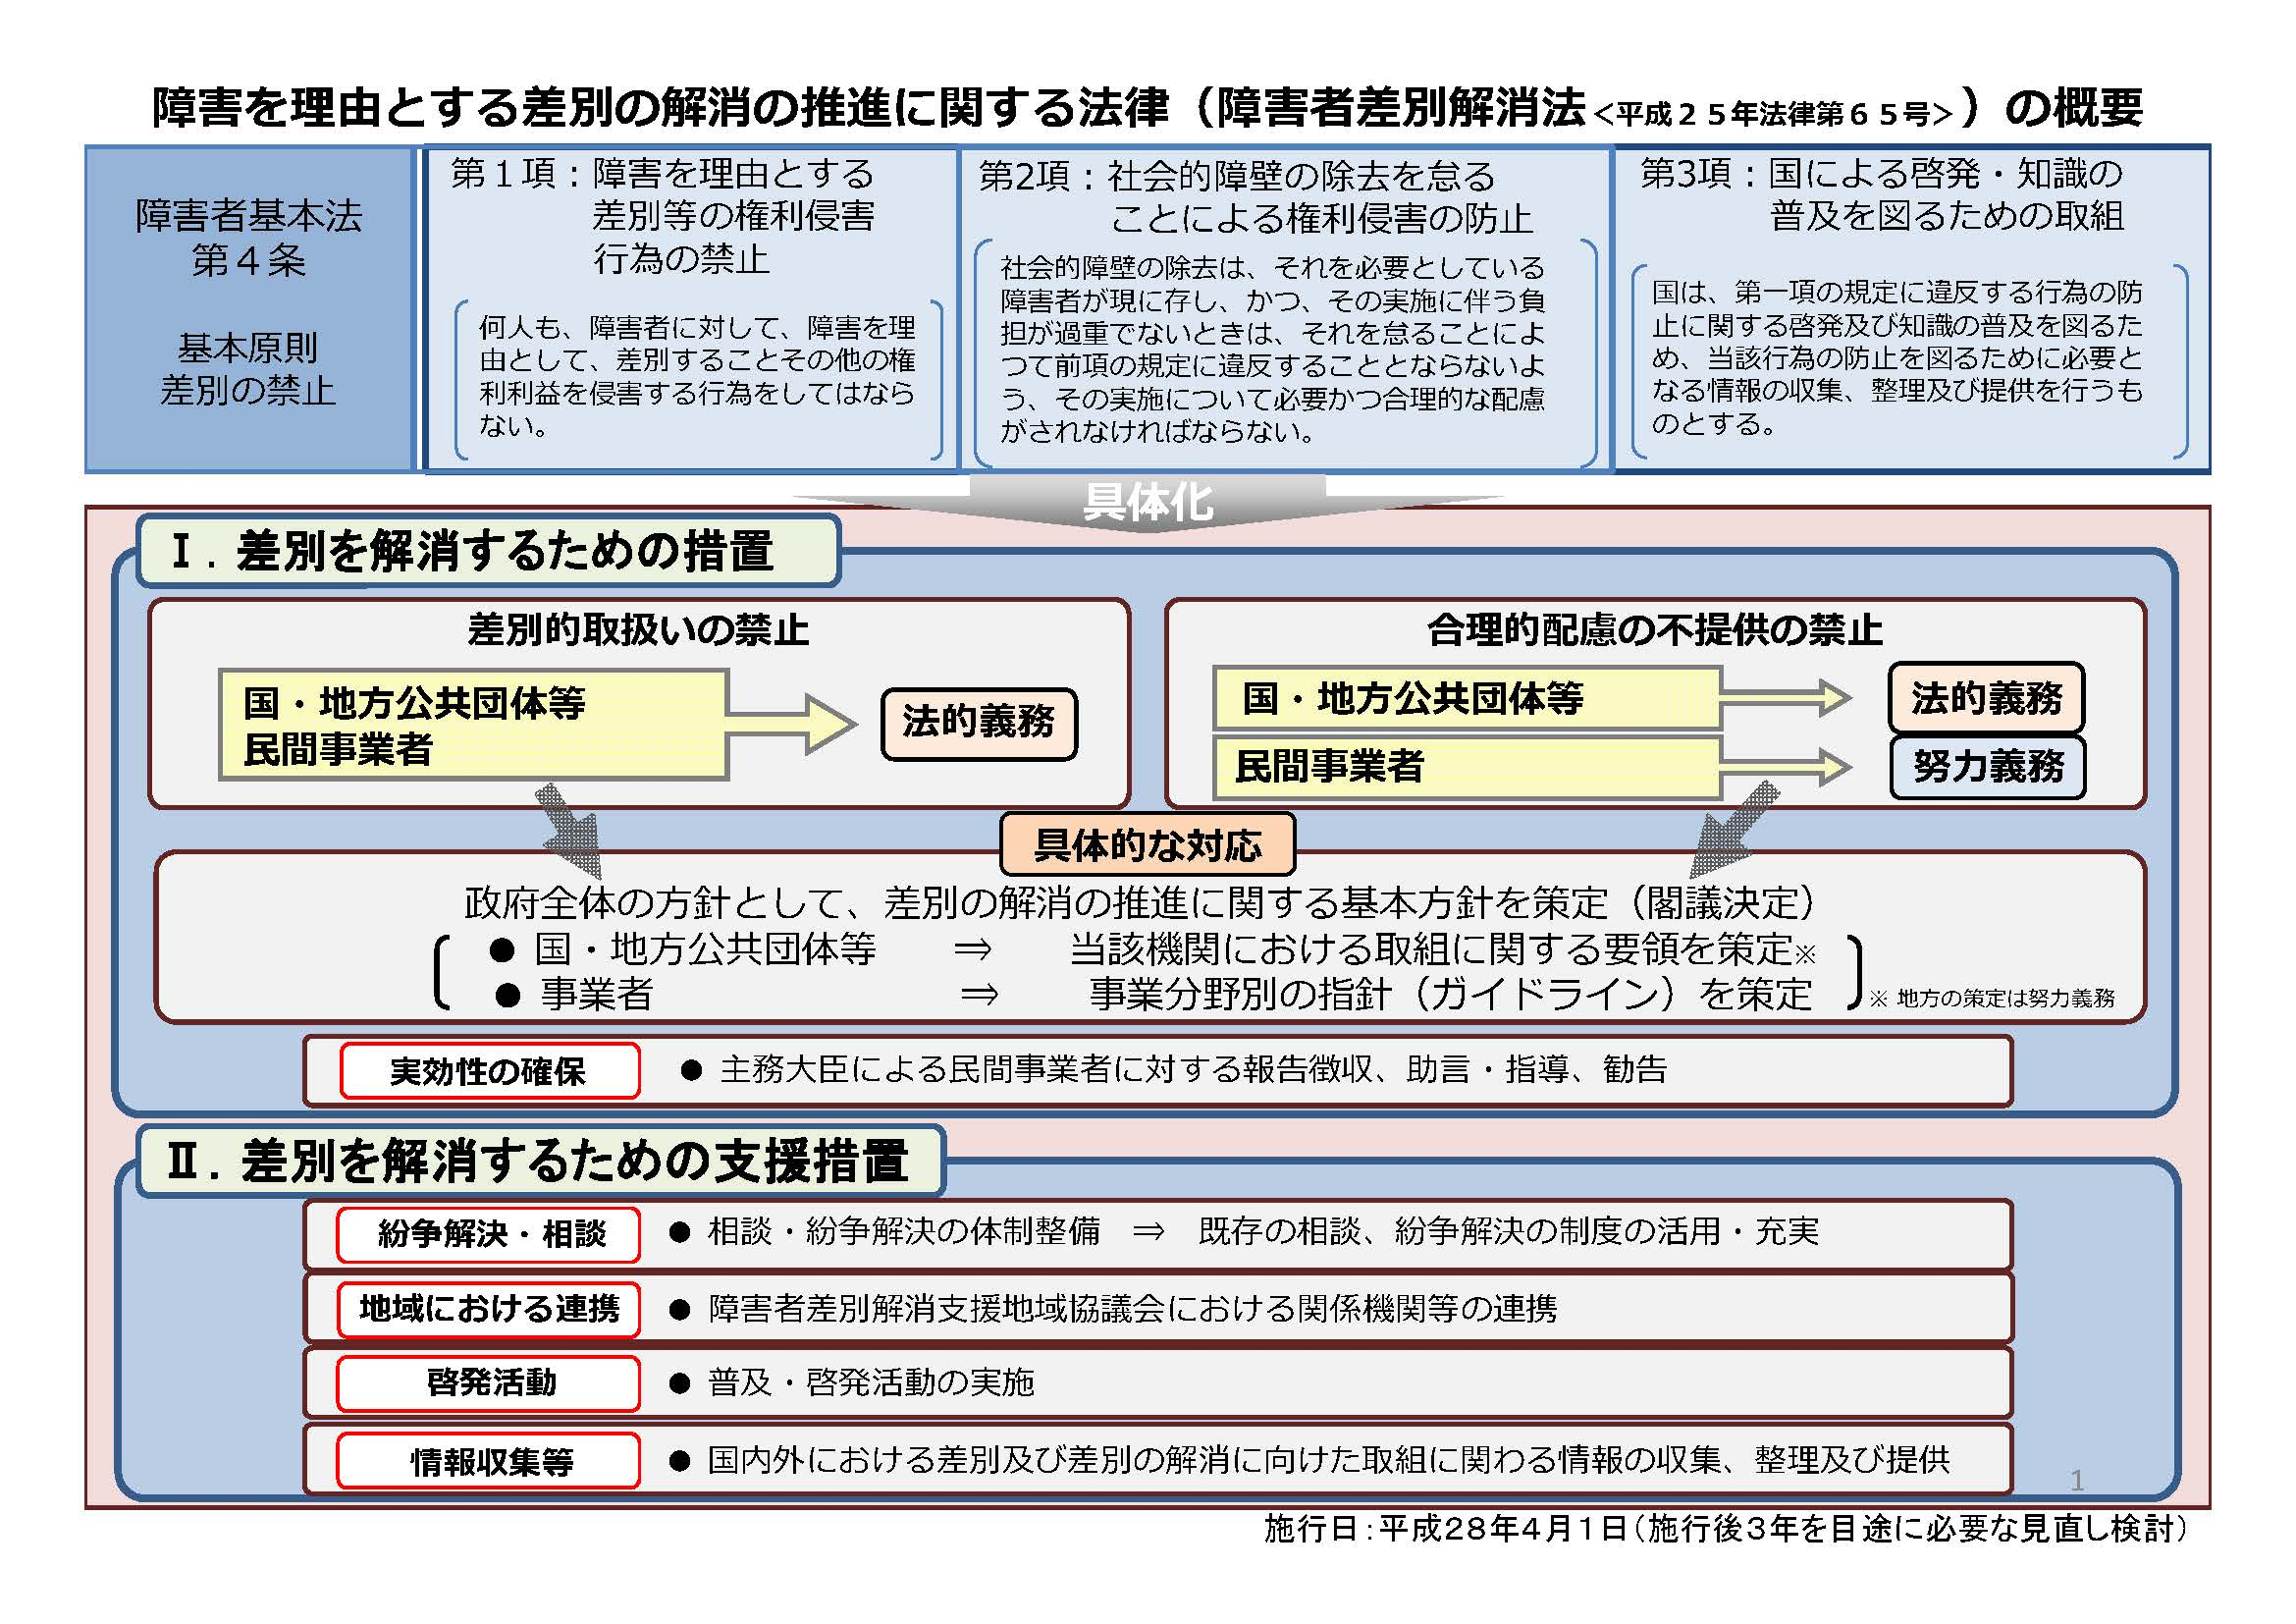 障害を理由とする差別の解消の推進に関する法律（障害者差別解消法<平成２５年法律第６５号>）の概要
障害者基本法
第４条
基本原則
差別の禁止
第１項：障害を理由とする
差別等の権利侵害
行為の禁止
何人も、障害者に対して、障害を理
由として、差別することその他の権
利利益を侵害する行為をしてはなら
ない。
第2項：社会的障壁の除去を怠る
ことによる権利侵害の防止
社会的障壁の除去は、それを必要としている
障害者が現に存し、かつ、その実施に伴う負
担が過重でないときは、それを怠ることによ
つて前項の規定に違反することとならないよ
う、その実施について必要かつ合理的な配慮
がされなければならない。
第3項：国による啓発・知識の
普及を図るための取組
国は、第一項の規定に違反する行為の防
止に関する啓発及び知識の普及を図るた
め、当該行為の防止を図るために必要と
なる情報の収集、整理及び提供を行うも
のとする。
具体化
Ⅰ．差別を解消するための措置
差別的取扱いの禁止
国・地方公共団体等
民間事業者
法的義務
合理的配慮の不提供の禁止
国・地方公共団体等
法的義務
民間事業者
努力義務
具体的な対応
政府全体の方針として、差別の解消の推進に関する基本方針を策定（閣議決定）
● 国・地方公共団体等 ⇒ 当該機関における取組に関する要領を策定※
● 事業者 ⇒ 事業分野別の指針（ガイドライン）を策定
※ 地方の策定は努力義務
実効性の確保
● 主務大臣による民間事業者に対する報告徴収、助言・指導、勧告
Ⅱ．差別を解消するための支援措置
紛争解決・相談
● 相談・紛争解決の体制整備 ⇒ 既存の相談、紛争解決の制度の活用・充実
地域における連携
● 障害者差別解消支援地域協議会における関係機関等の連携
啓発活動
● 普及・啓発活動の実施
情報収集等
● 国内外における差別及び差別の解消に向けた取組に関わる情報の収集、整理及び提供
1
施行日：平成28年4月1日（施行後3年を目途に必要な見直し検討）